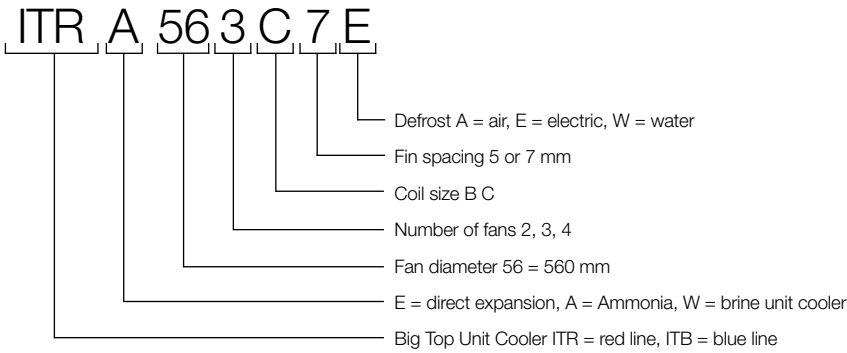 ITR A 56 3 C 7 E
Defrost A = air, E = electric, W = water
Fin spacing 5 or 7 mm
Coil size B C
Number of fans 2, 3, 4
Fan diameter 56 = 560 mm
E = direct expansion, A = Ammonia, W = brine unit cooler
Big Top Unit Cooler ITR = red line, ITB = blue line